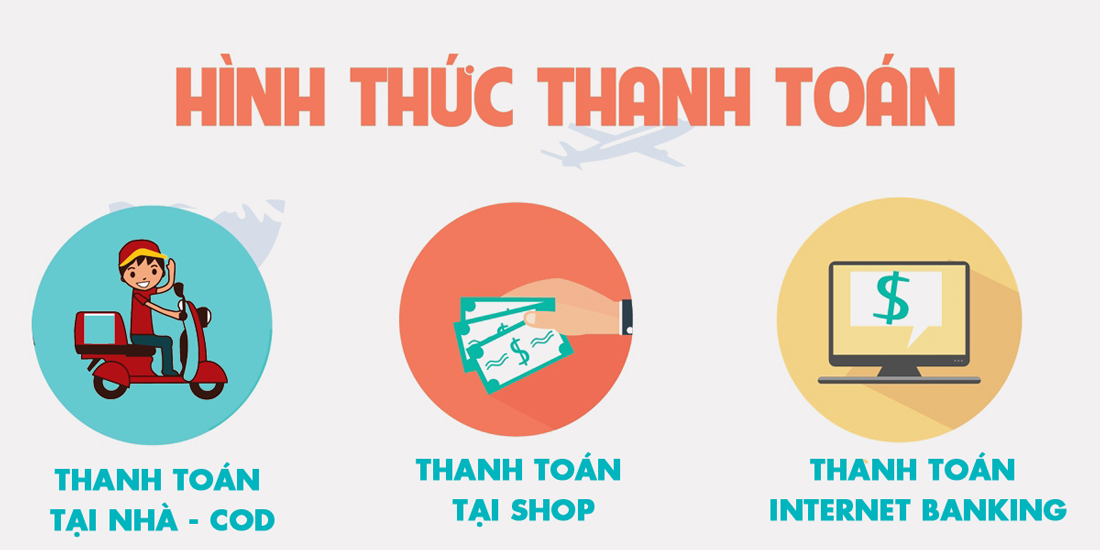 HÌNH THỨC THANH TOÁN
$
$
THANH TOÁN
TẠI NHÀ - COD
THANH TOÁN
TẠI SHOP
THANH TOÁN
INTERNET BANKING